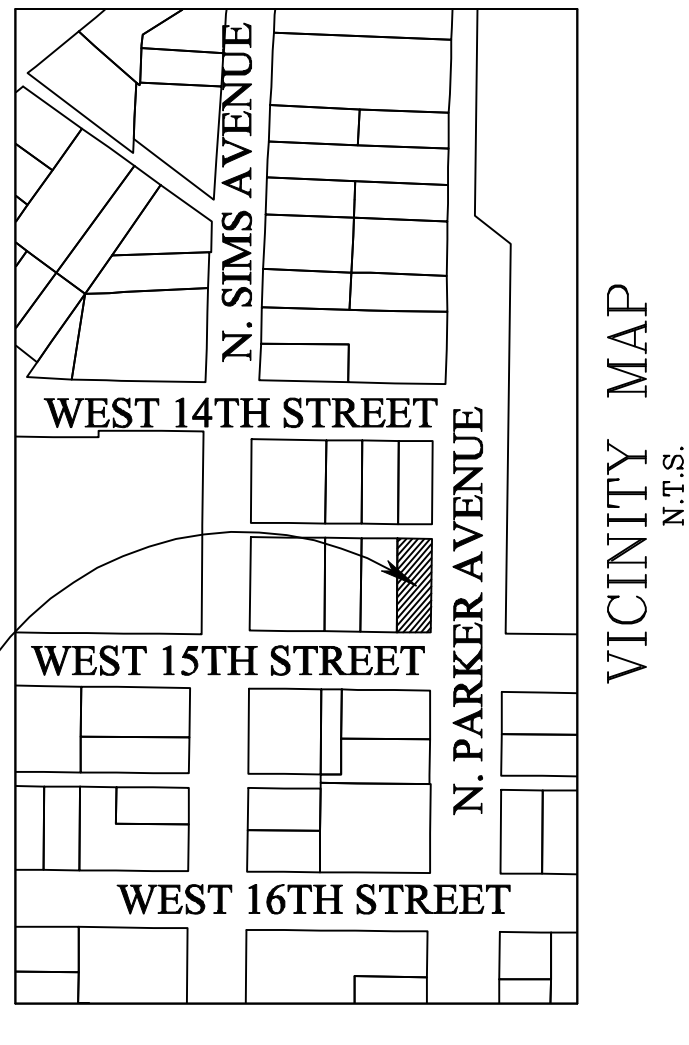 N. SIMS AVENUE
WEST 14TH STREET
N. PARKER AVENUE
WEST 15TH STREET
WEST 16TH STREET
VICINITY MAP
N.T.S.